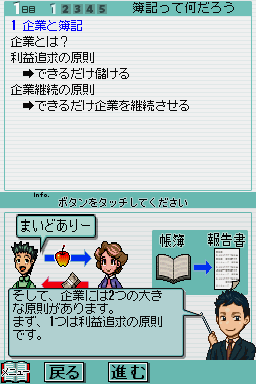 1日目 1 2 3 4 5 簿記って何だろう
1 企業と簿記
企業とは?
利益追求の原則
➡できるだけ儲ける
企業継続の原則
➡できるだけ企業を継続させる
Info.
ボタンをタッチしてください
まいどありー
帳簿 報告書
そして、企業には2つの大き
な原則があります。
まず、1つは利益追求の原則
です。
戻る 進む